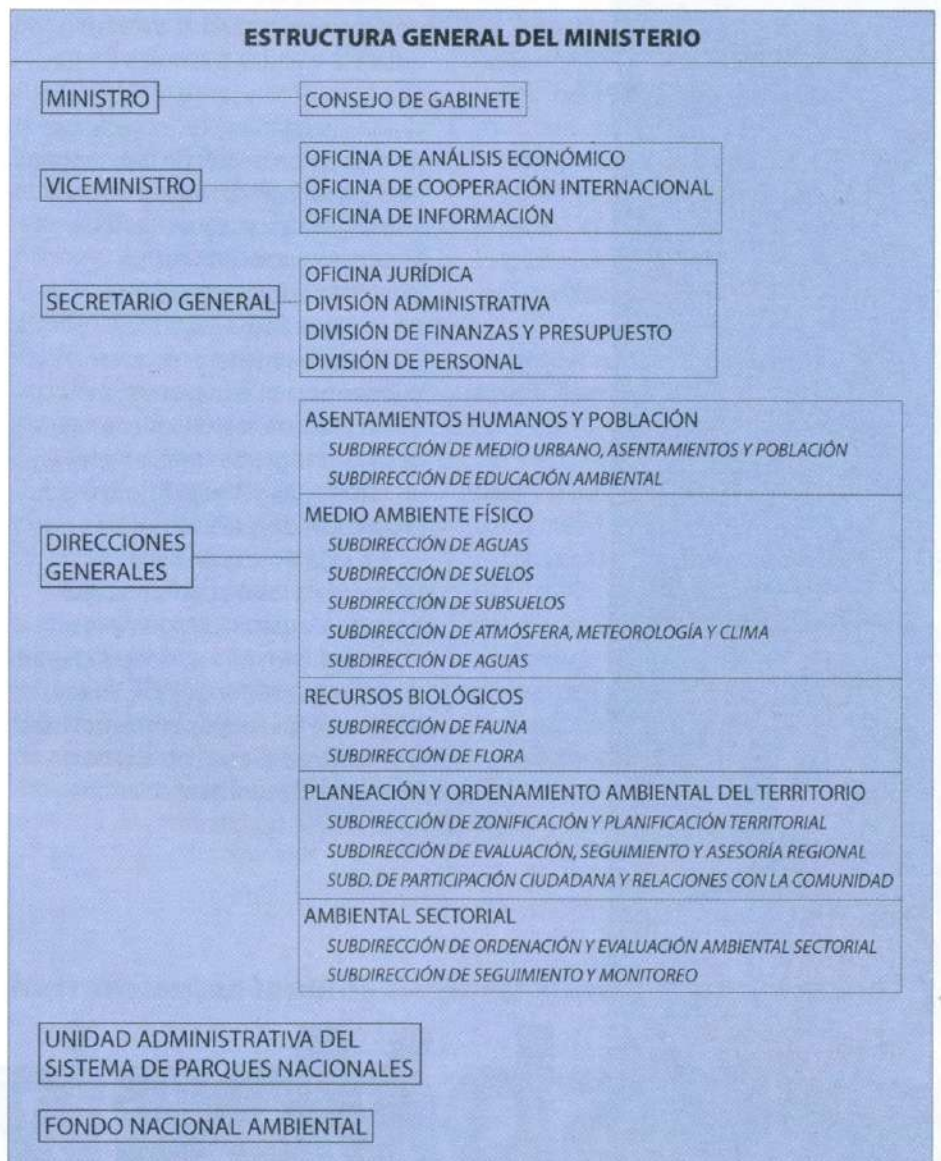 ESTRUCTURA GENERAL DEL MINISTERIO
MINISTRO
CONSEJO DE GABINETE
VICEMINISTRO
OFICINA DE ANÁLISIS ECONÓMICO
OFICINA DE COOPERACIÓN INTERNACIONAL
OFICINA DE INFORMACIÓN
SECRETARIO GENERAL
OFICINA JURÍDICA
DIVISIÓN ADMINISTRATIVA
DIVISIÓN DE FINANZAS Y PRESUPUESTO
DIVISIÓN DE PERSONAL
DIRECCIONES
GENERALES
ASENTAMIENTOS HUMANOS Y POBLACIÓN
SUBDIRECCIÓN DE MEDIO URBANO, ASENTAMIENTOS Y POBLACIÓN
SUBDIRECCIÓN DE EDUCACIÓN AMBIENTAL
MEDIO AMBIENTE FÍSICO
SUBDIRECCIÓN DE AGUAS
SUBDIRECCIÓN DE SUELOS
SUBDIRECCIÓN DE SUBSUELOS
SUBDIRECCIÓN DE ATMÓSFERA, METEOROLOGÍA Y CLIMA
SUBDIRECCIÓN DE AGUAS
RECURSOS BIOLÓGICOS
SUBDIRECCIÓN DE FAUNA
SUBDIRECCIÓN DE FLORA
PLANEACIÓN Y ORDENAMIENTO AMBIENTAL DEL TERRITORIO
SUBDIRECCIÓN DE ZONIFICACIÓN Y PLANIFICACIÓN TERRITORIAL
SUBDIRECCIÓN DE EVALUACIÓN, SEGUIMIENTO Y ASESORÍA REGIONAL
SUBD. DE PARTICIPACIÓN CIUDADANA Y RELACIONES CON LA COMUNIDAD
AMBIENTAL SECTORIAL
SUBDIRECCIÓN DE ORDENACIÓN Y EVALUACIÓN AMBIENTAL SECTORIAL
SUBDIRECCIÓN DE SEGUIMIENTO Y MONITOREO
UNIDAD ADMINISTRATIVA DEL
SISTEMA DE PARQUES NACIONALES
FONDO NACIONAL AMBIENTAL